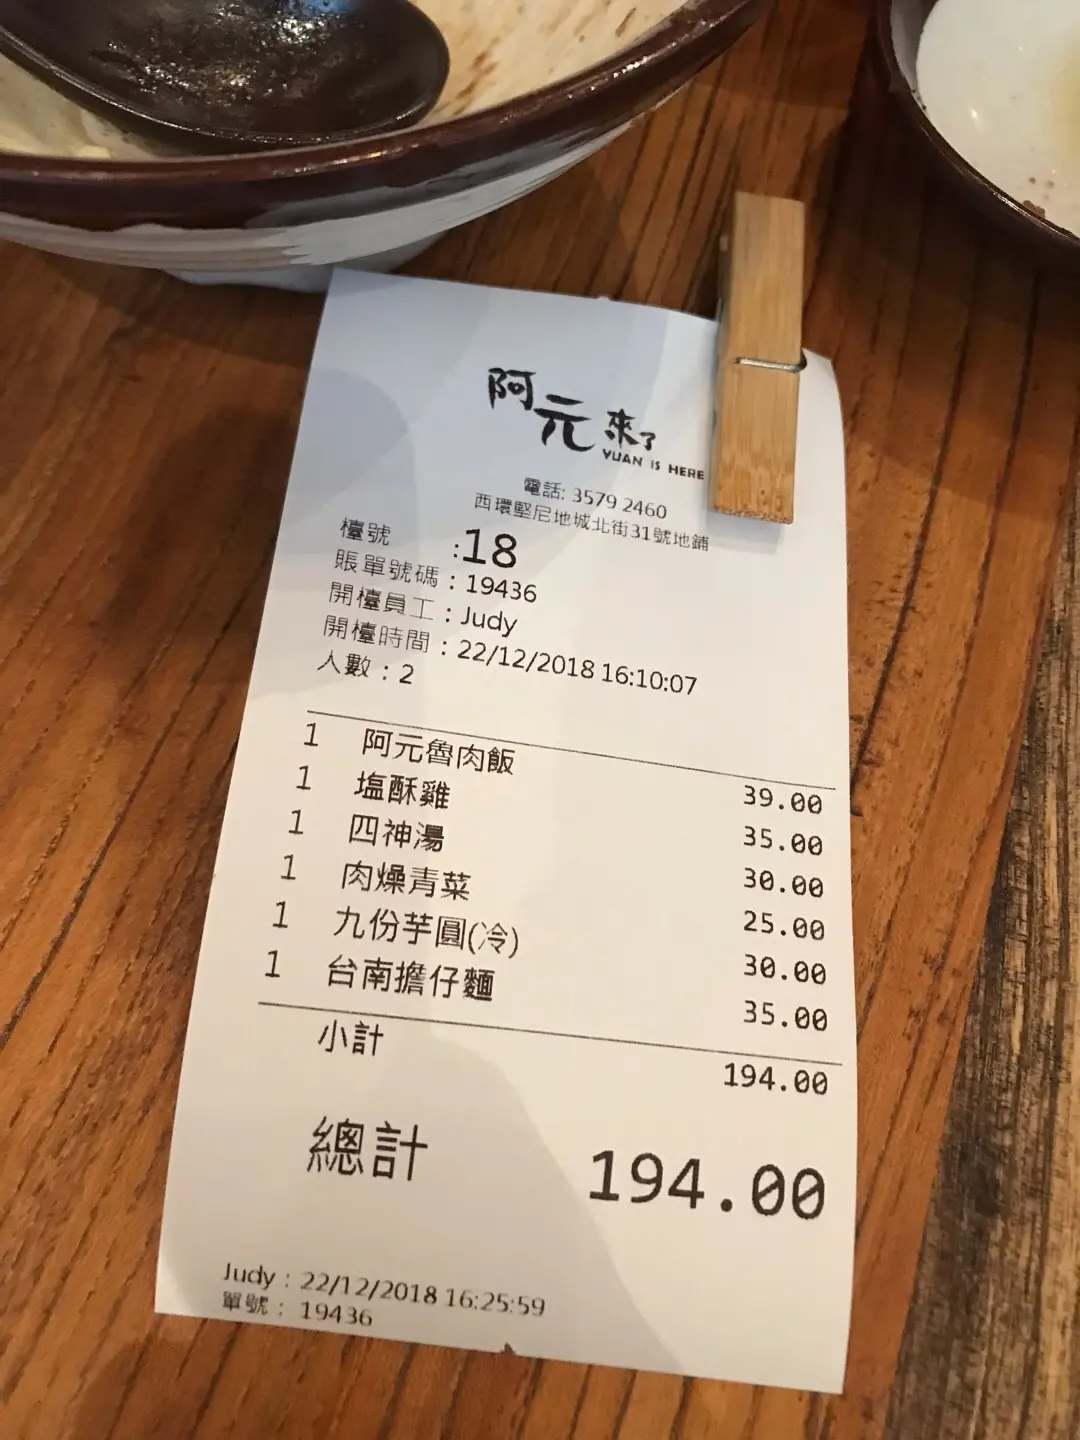 阿元來了
YUAN IS HERE
電話: 3579 2460
西環堅尼地城北街31號地鋪
檯號 :18
賬單號碼 : 19436
開檯員工 : Judy
開檯時間 : 22/12/2018 16:10:07
人數 : 2
1 阿元魯肉飯 39.00
1 塩酥雞 35.00
1 四神湯 30.00
1 肉燥青菜 25.00
1 九份芋圓(冷) 30.00
1 台南擔仔麵 35.00
小計 194.00
總計 194.00
Judy : 22/12/2018 16:25:59
單號 : 19436